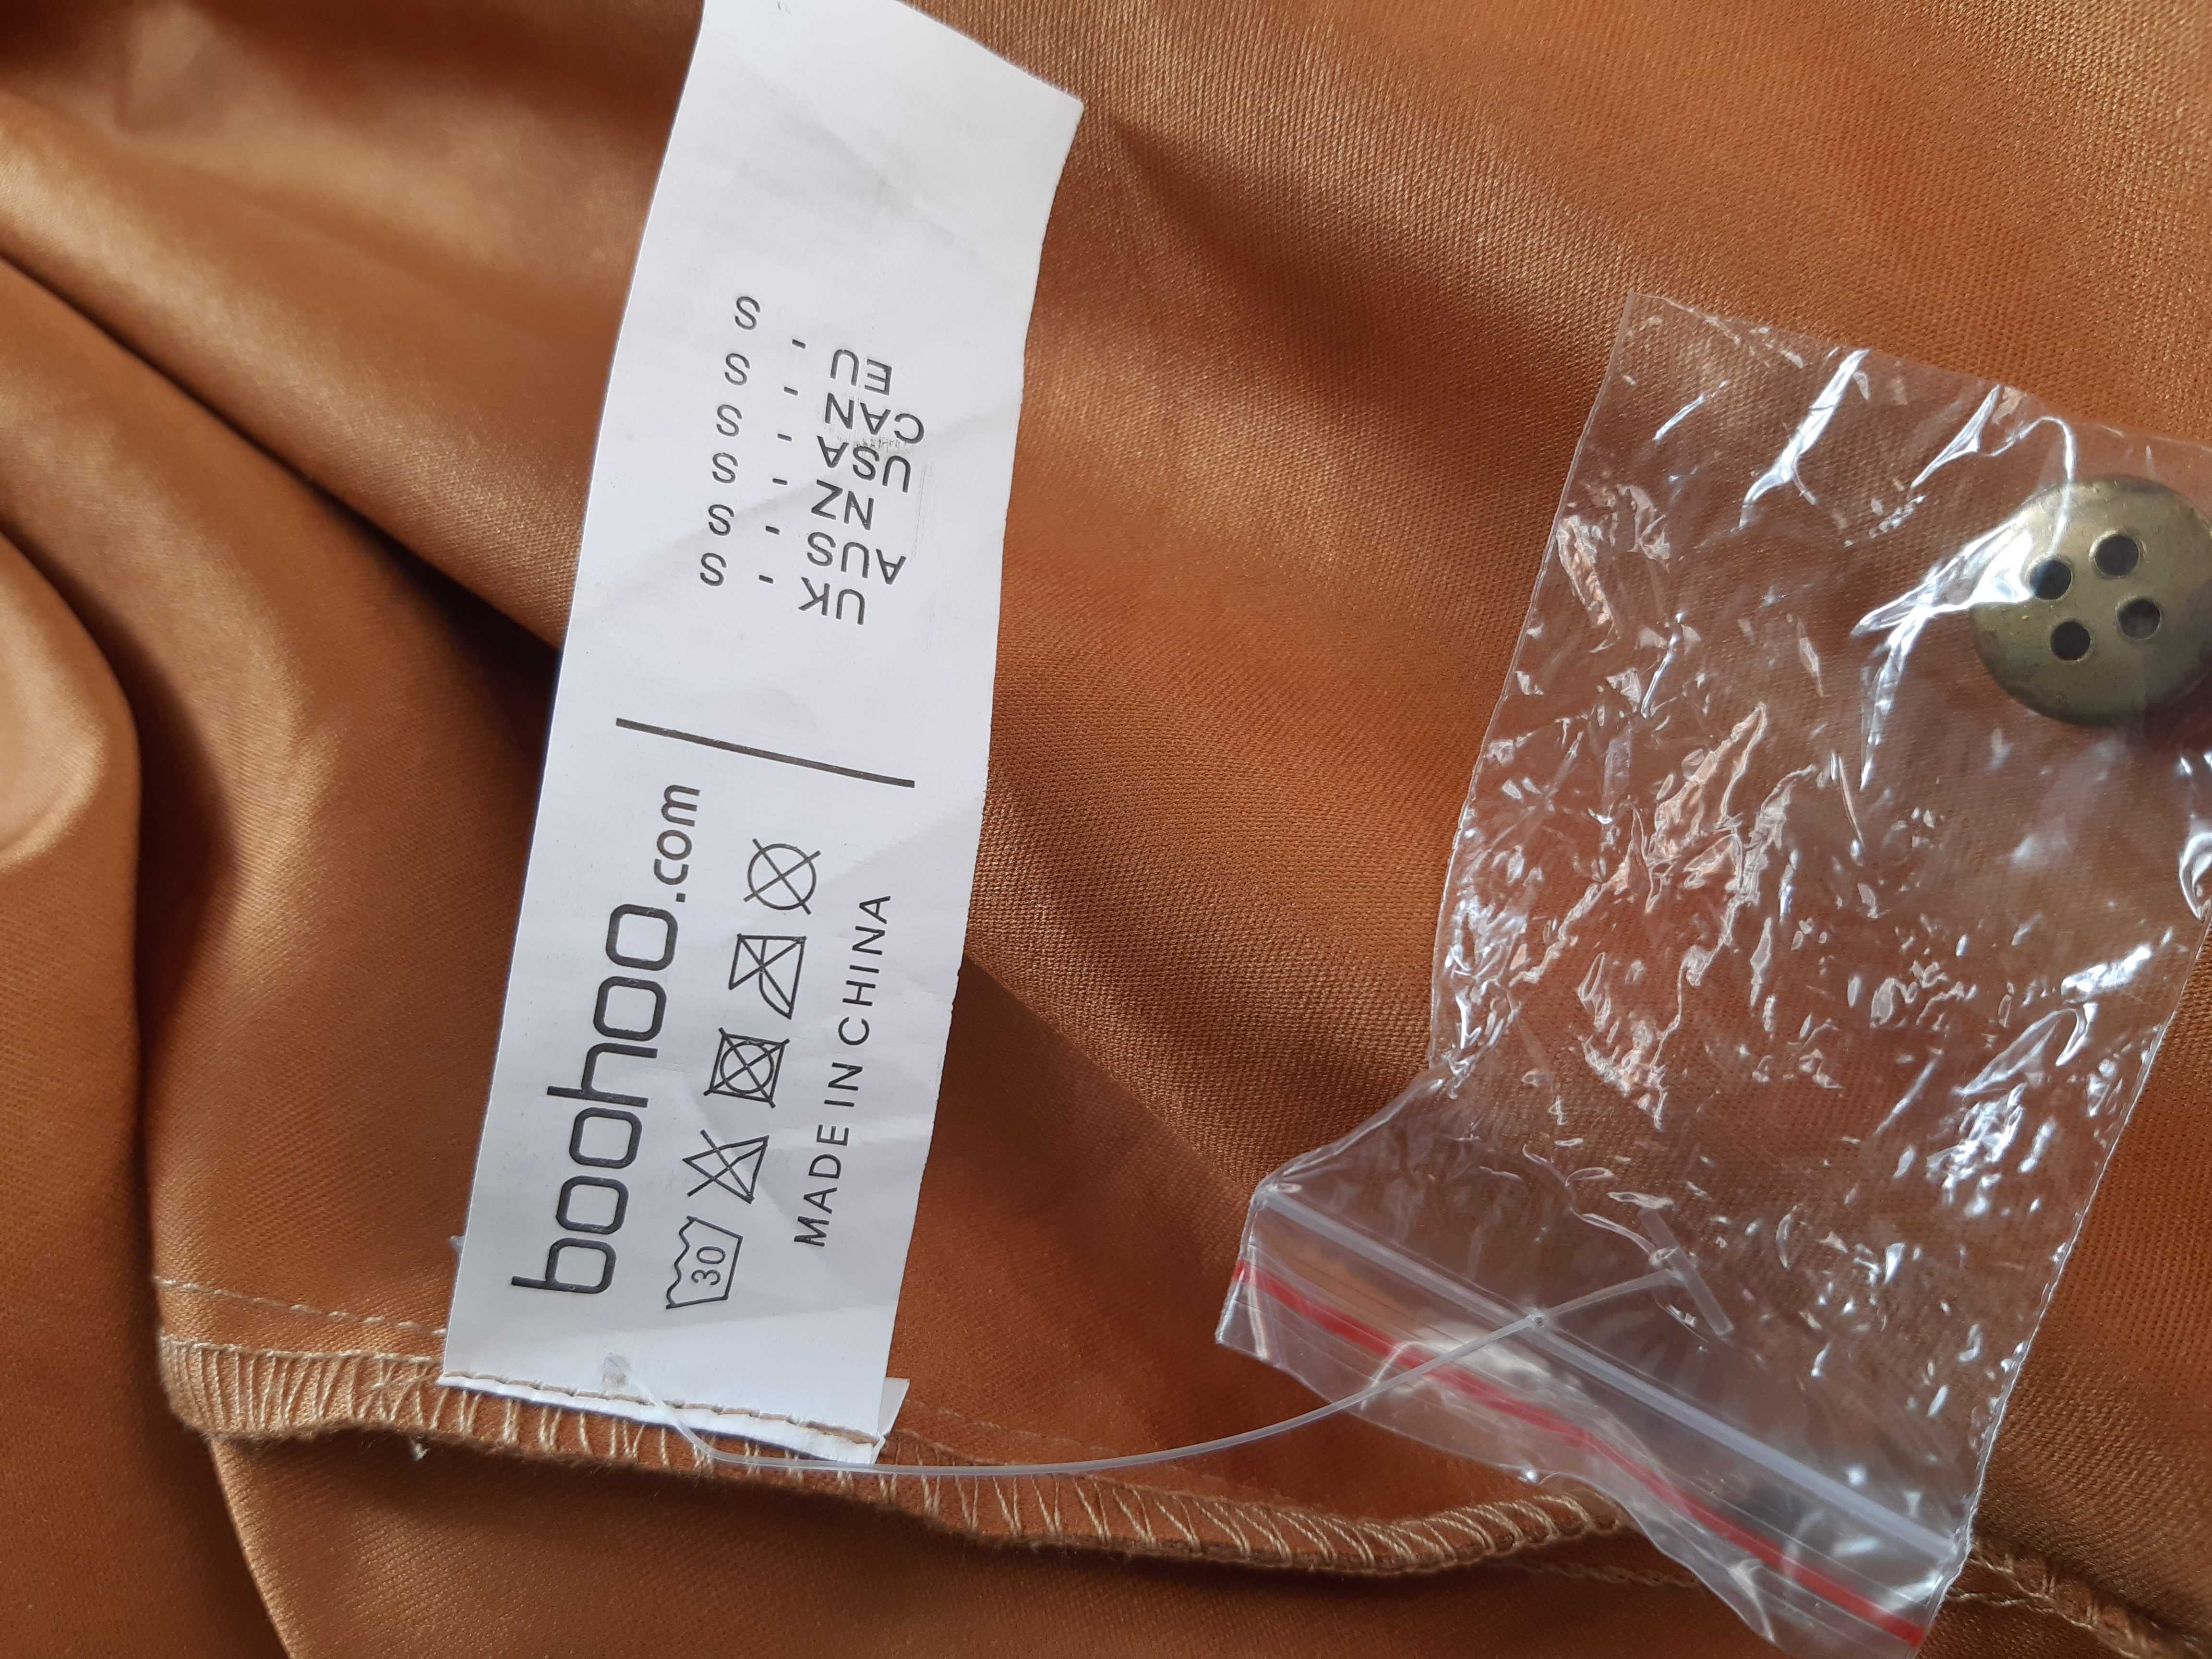 boohoo.com
30
MADE IN CHINA
UK - S
AUS - S
NZ - S
USA - S
CAN - S
EU - S